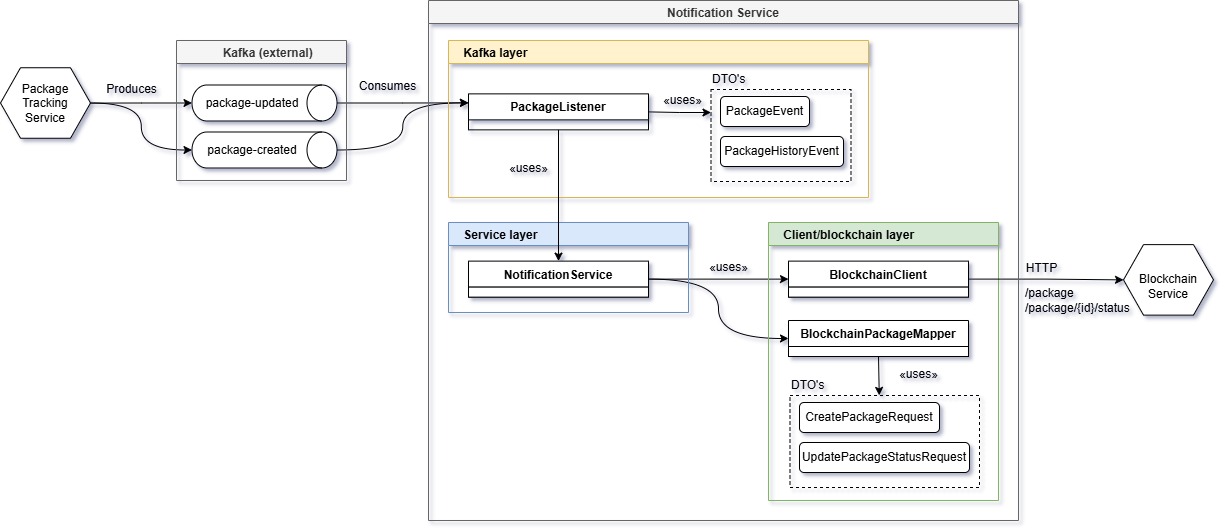 Notification Service
Kafka (external)
Kafka layer
Package
Tracking
Service
Produces
package-updated
package-created
Consumes
PackageListener
«uses»
DTO's
PackageEvent
PackageHistoryEvent
«uses»
Service layer
NotificationService
«uses»
Client/blockchain layer
BlockchainClient
HTTP
/package
/package/{id}/status
Blockchain
Service
BlockchainPackageMapper
«uses»
DTO's
CreatePackageRequest
UpdatePackageStatusRequest